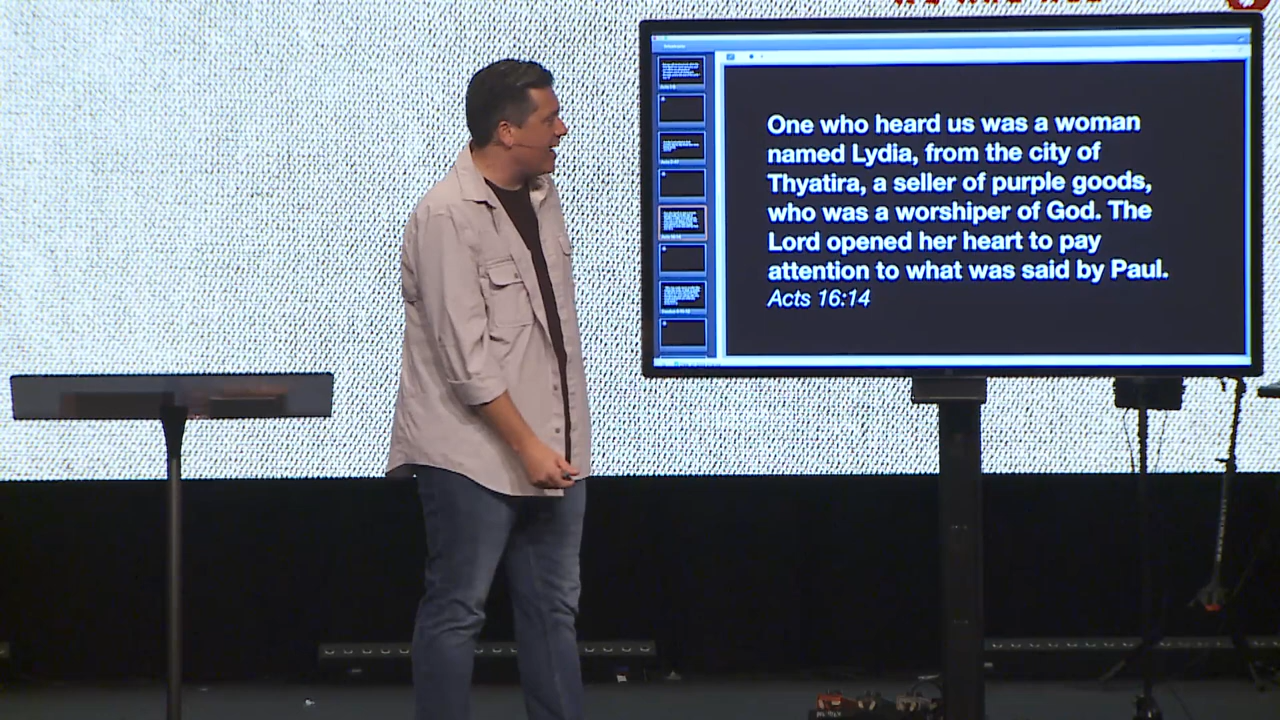 One who heard us was a woman
named Lydia, from the city of
Thyatira, a seller of purple goods,
who was a worshiper of God. The
Lord opened her heart to pay
attention to what was said by Paul.
Acts 16:14